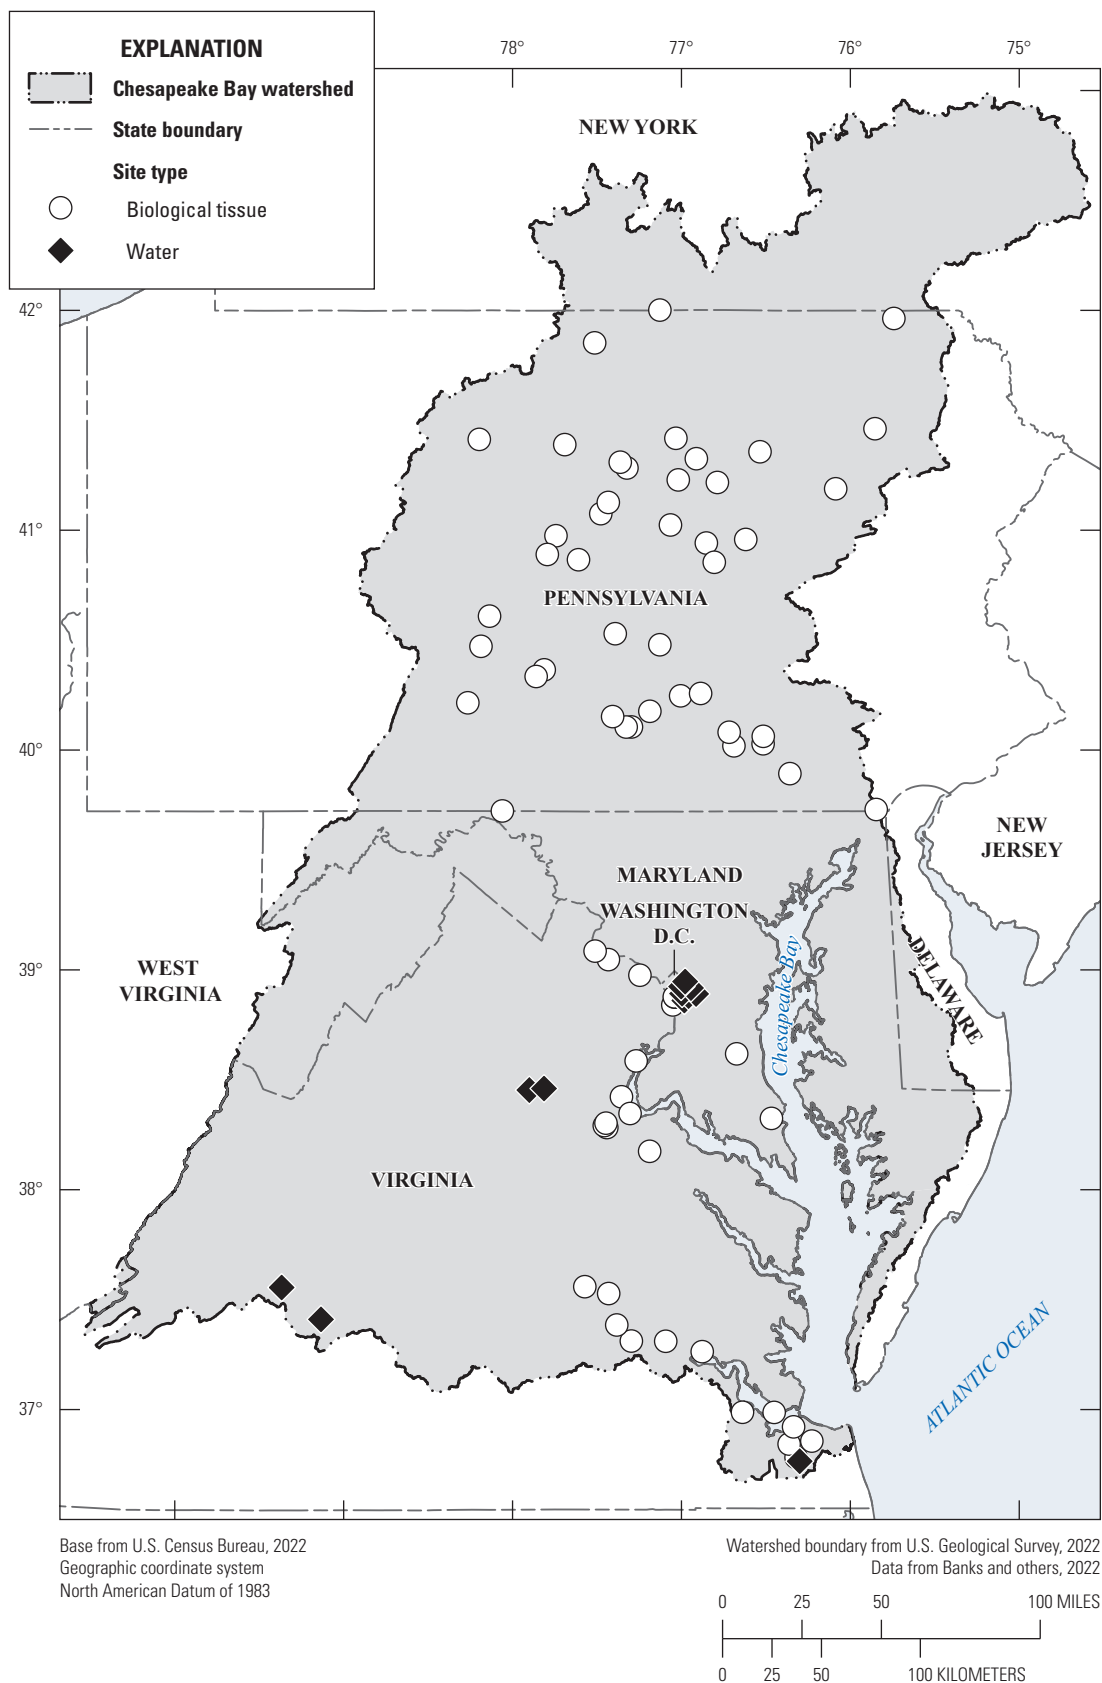 EXPLANATION
Chesapeake Bay watershed
State boundary
Site type
Biological tissue
Water
78°
77°
76°
75°
NEW YORK
42°
41°
PENNSYLVANIA
40°
NEW
JERSEY
MARYLAND
WASHINGTON
D.C.
WEST
VIRGINIA
39°
DELAWARE
Chesapeake Bay
VIRGINIA
38°
ATLANTIC OCEAN
37°
Base from U.S. Census Bureau, 2022
Geographic coordinate system
North American Datum of 1983
Watershed boundary from U.S. Geological Survey, 2022
Data from Banks and others, 2022
0 25 50 100 MILES
0 25 50 100 KILOMETERS